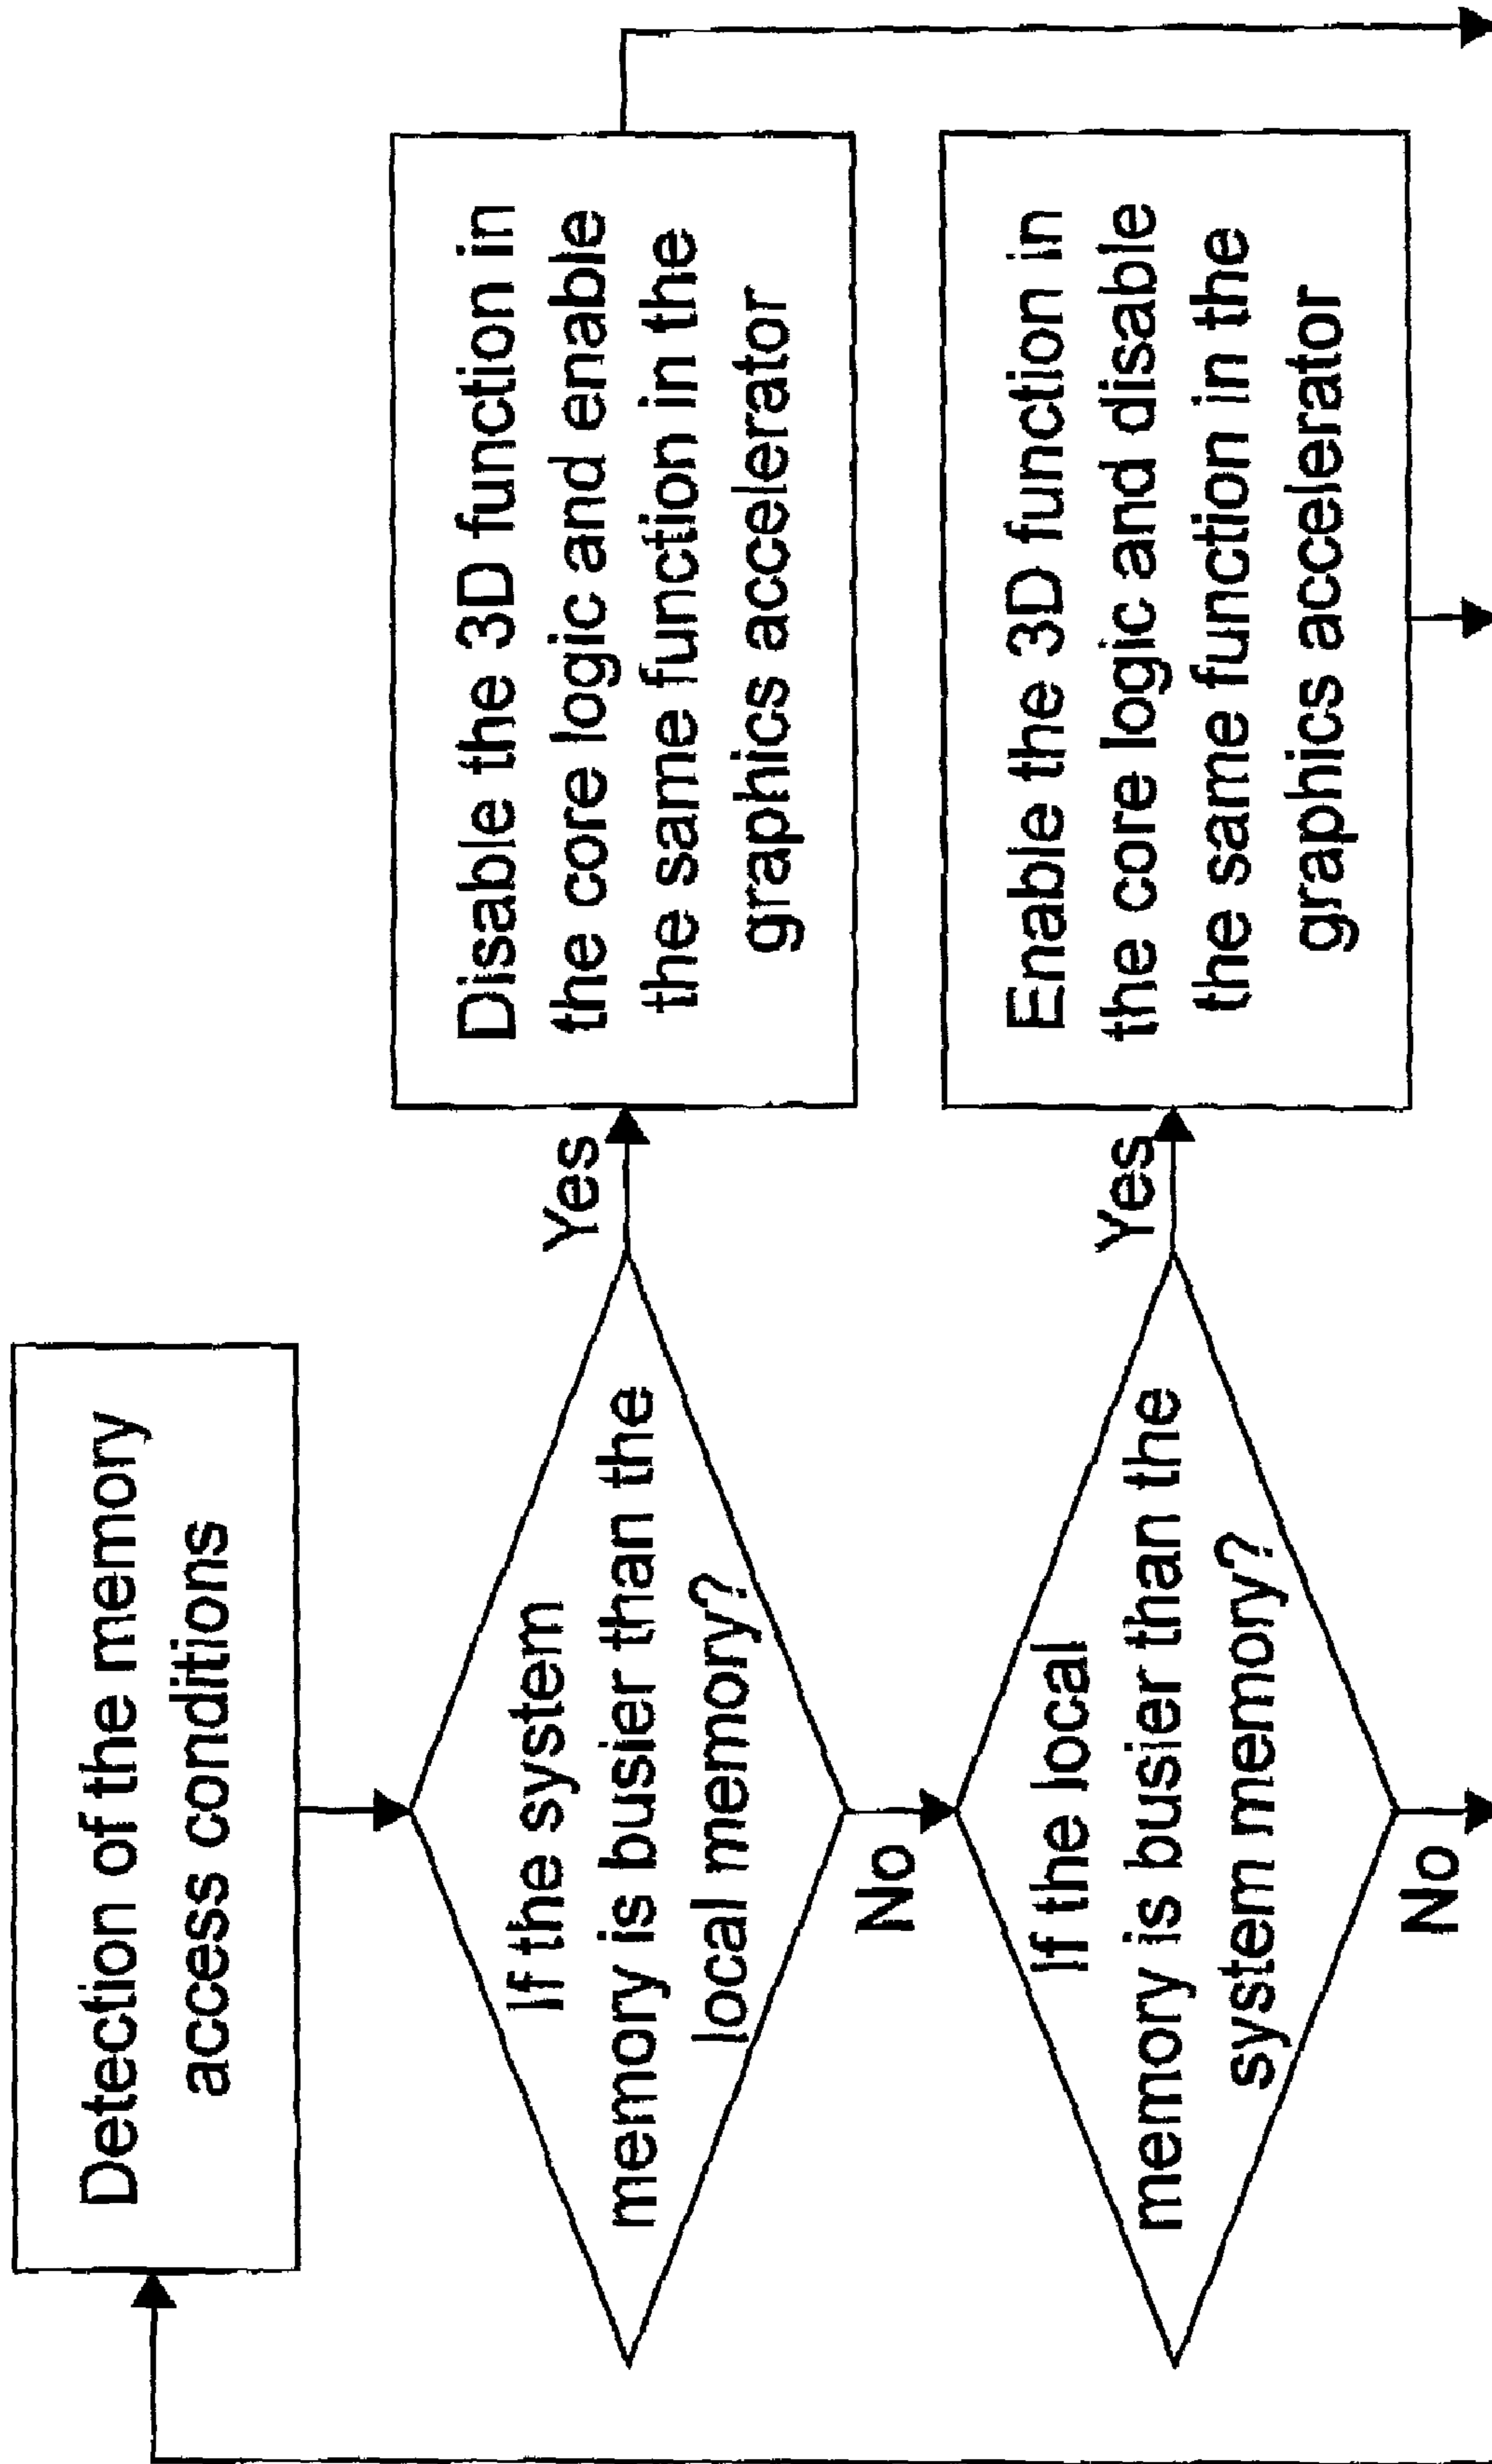 Detection of the memory
access conditions
If the system
memory is busier than the
local memory?
Yes
Disable the 3D function in
the core logic and enable
the same function in the
graphics accelerator
No
If the local
memory is busier than the
system memory?
Yes
Enable the 3D function in
the core logic and disable
the same function in the
graphics accelerator
No